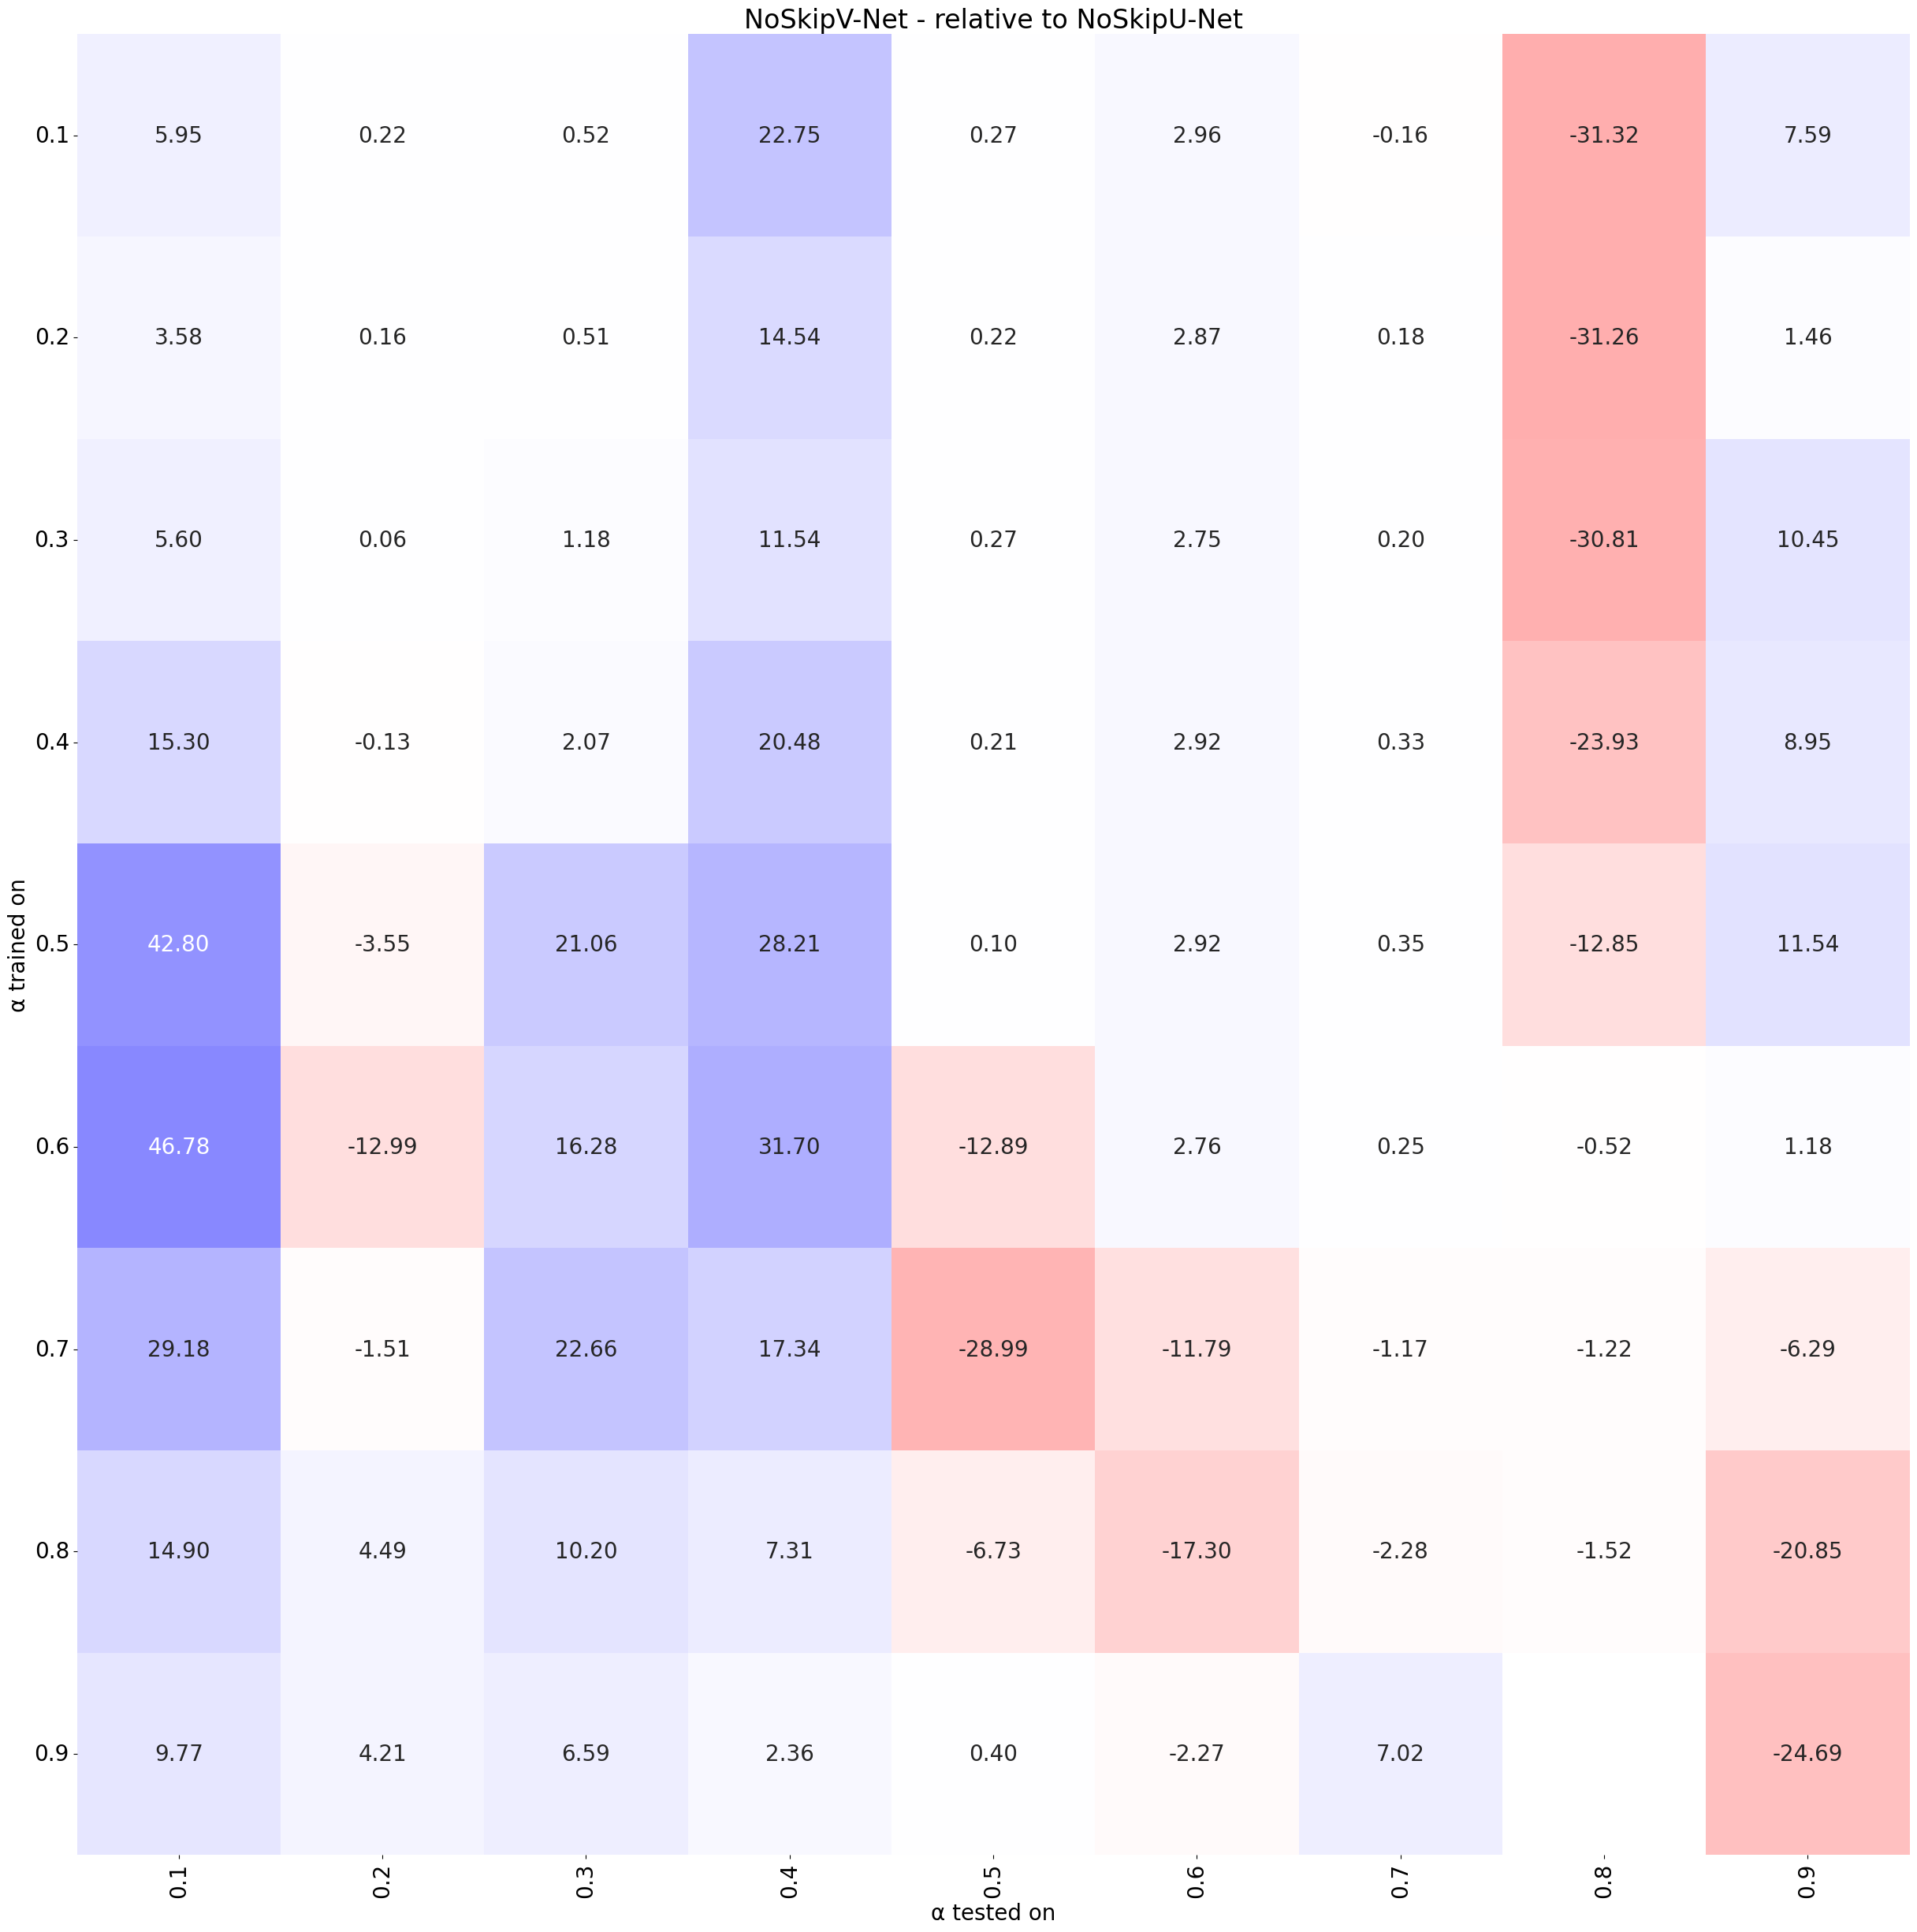 NoSkipV-Net - relative to NoSkipU-Net
0.1 5.95 0.22 0.52 22.75 0.27 2.96 -0.16 -31.32 7.59
0.2 3.58 0.16 0.51 14.54 0.22 2.87 0.18 -31.26 1.46
0.3 5.60 0.06 1.18 11.54 0.27 2.75 0.20 -30.81 10.45
0.4 15.30 -0.13 2.07 20.48 0.21 2.92 0.33 -23.93 8.95
α trained on
0.5 42.80 -3.55 21.06 28.21 0.10 2.92 0.35 -12.85 11.54
0.6 46.78 -12.99 16.28 31.70 -12.89 2.76 0.25 -0.52 1.18
0.7 29.18 -1.51 22.66 17.34 -28.99 -11.79 -1.17 -1.22 -6.29
0.8 14.90 4.49 10.20 7.31 -6.73 -17.30 -2.28 -1.52 -20.85
0.9 9.77 4.21 6.59 2.36 0.40 -2.27 7.02 -24.69
0.1 0.2 0.3 0.4 0.5 0.6 0.7 0.8 0.9
α tested on